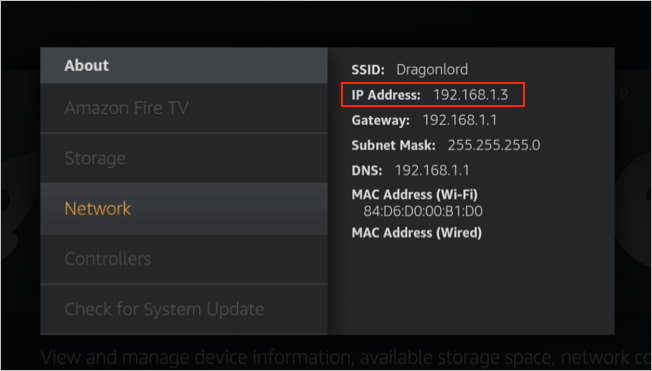 About
Amazon Fire TV
Storage
Network
Controllers
Check for System Update
SSID: Dragonlord
IP Address: 192.168.1.3
Gateway: 192.168.1.1
Subnet Mask: 255.255.255.0
DNS: 192.168.1.1
MAC Address (Wi-Fi)
84:D6:D0:00:B1:D0
MAC Address (Wired)
View and manage device information, available storage space, network co